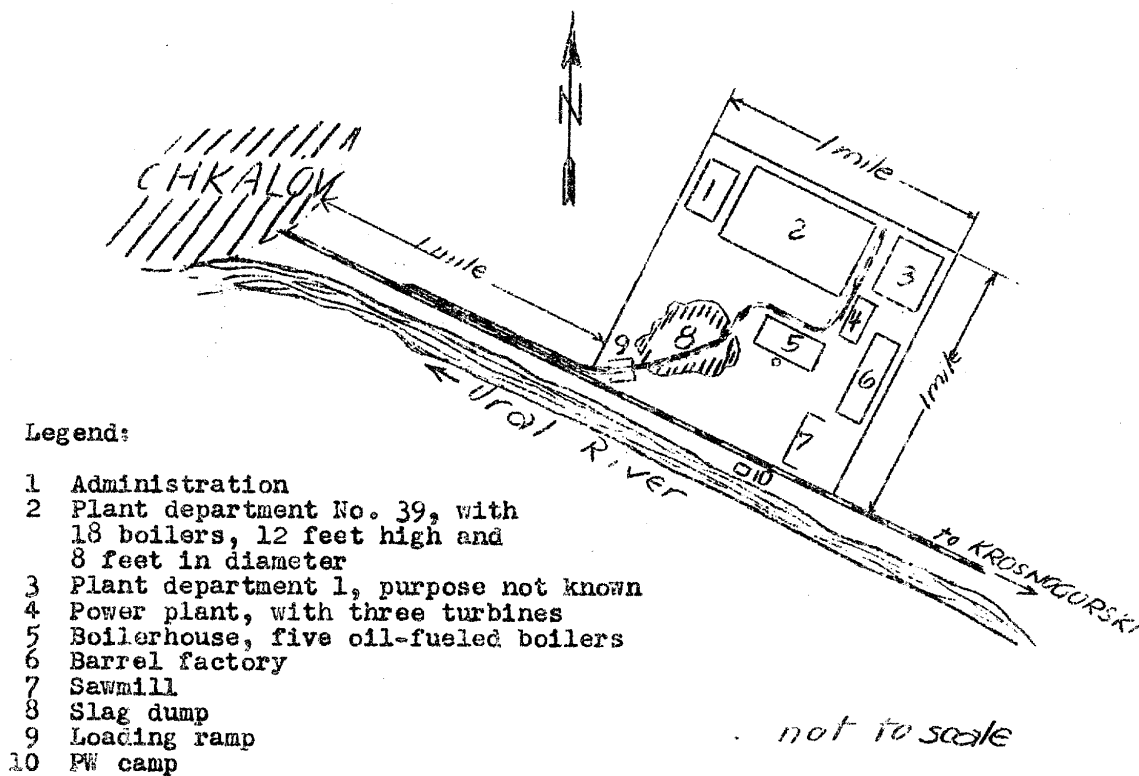 N
CHKALOV
1 mile
1 mile
1 mile
1
2
3
4
5
6
7
8
9
10
Ural River
to KROSNOGURSKI
Legend:
1 Administration
2 Plant department No. 39, with
18 boilers, 12 feet high and
8 feet in diameter
3 Plant department 1, purpose not known
4 Power plant, with three turbines
5 Boilerhouse, five oil-fueled boilers
6 Barrel factory
7 Sawmill
8 Slag dump
9 Loading ramp
10 PW camp
not to scale